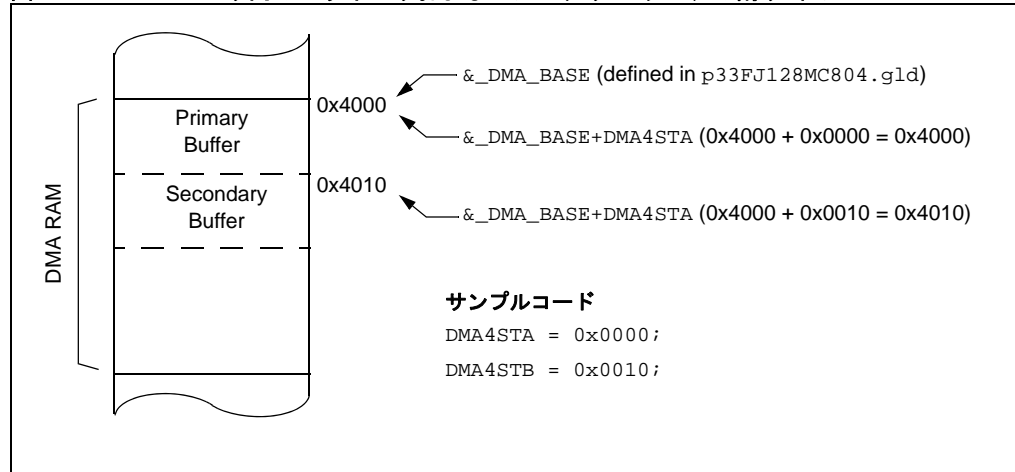 &_DMA_BASE (defined in p33FJ128MC804.gld)
0x4000
Primary
Buffer
&_DMA_BASE+DMA4STA (0x4000 + 0x0000 = 0x4000)
0x4010
Secondary
Buffer
&_DMA_BASE+DMA4STA (0x4000 + 0x0010 = 0x4010)
DMA RAM
サンプルコード
DMA4STA = 0x0000;
DMA4STB = 0x0010;